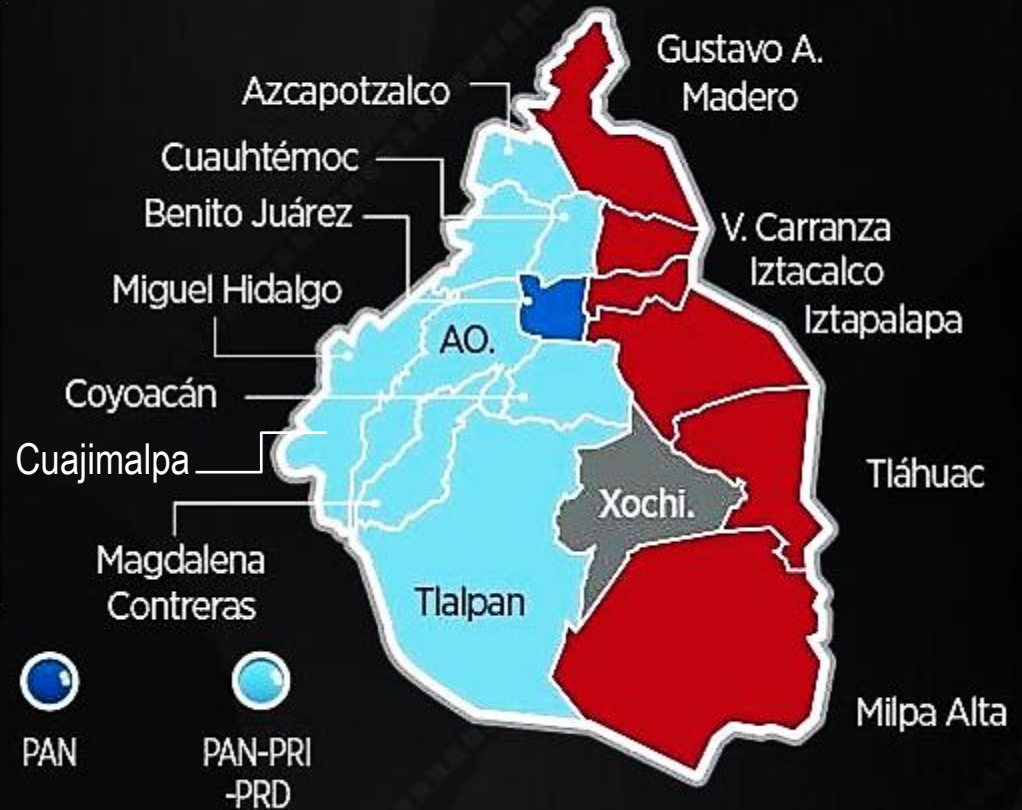 Gustavo A.
Madero
Azcapotzalco
Cuauhtémoc
Benito Juárez
V. Carranza
Iztacalco
Miguel Hidalgo
Iztapalapa
AO.
Coyoacán
Cuajimalpa
Tláhuac
Xochi.
Magdalena
Contreras
Tlalpan
Milpa Alta
PAN
PAN-PRI
-PRD